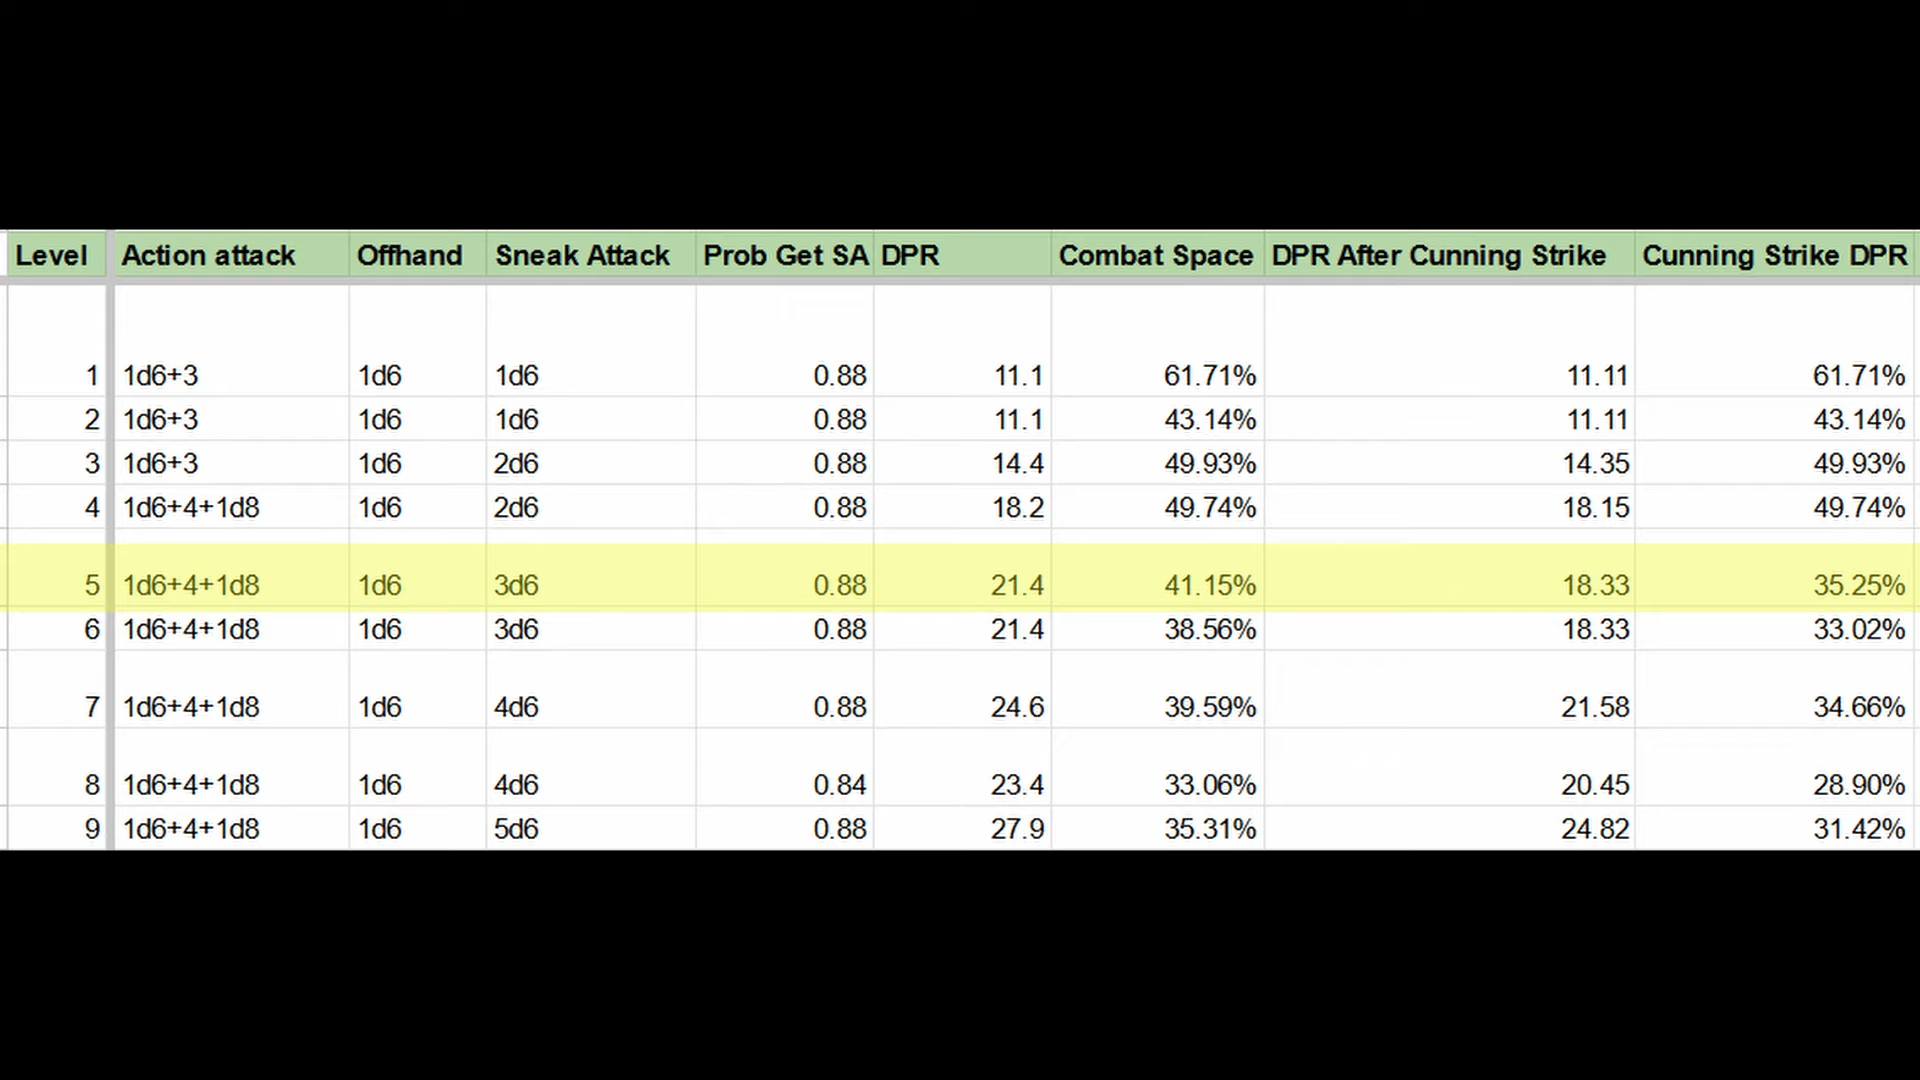 Level Action attack Offhand Sneak Attack Prob Get SA DPR Combat Space DPR After Cunning Strike Cunning Strike DPR
1 1d6+3 1d6 1d6 0.88 11.1 61.71% 11.11 61.71%
2 1d6+3 1d6 1d6 0.88 11.1 43.14% 11.11 43.14%
3 1d6+3 1d6 2d6 0.88 14.4 49.93% 14.35 49.93%
4 1d6+4+1d8 1d6 2d6 0.88 18.2 49.74% 18.15 49.74%
5 1d6+4+1d8 1d6 3d6 0.88 21.4 41.15% 18.33 35.25%
6 1d6+4+1d8 1d6 3d6 0.88 21.4 38.56% 18.33 33.02%
7 1d6+4+1d8 1d6 4d6 0.88 24.6 39.59% 21.58 34.66%
8 1d6+4+1d8 1d6 4d6 0.84 23.4 33.06% 20.45 28.90%
9 1d6+4+1d8 1d6 5d6 0.88 27.9 35.31% 24.82 31.42%